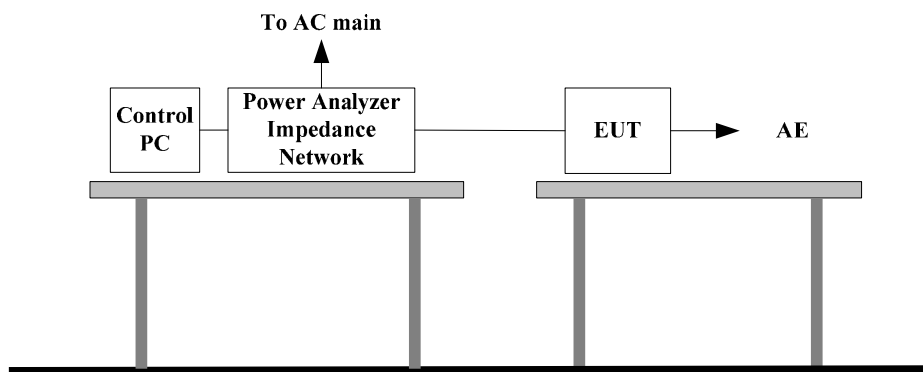 To AC main
Control
PC
Power Analyzer
Impedance
Network
EUT
AE